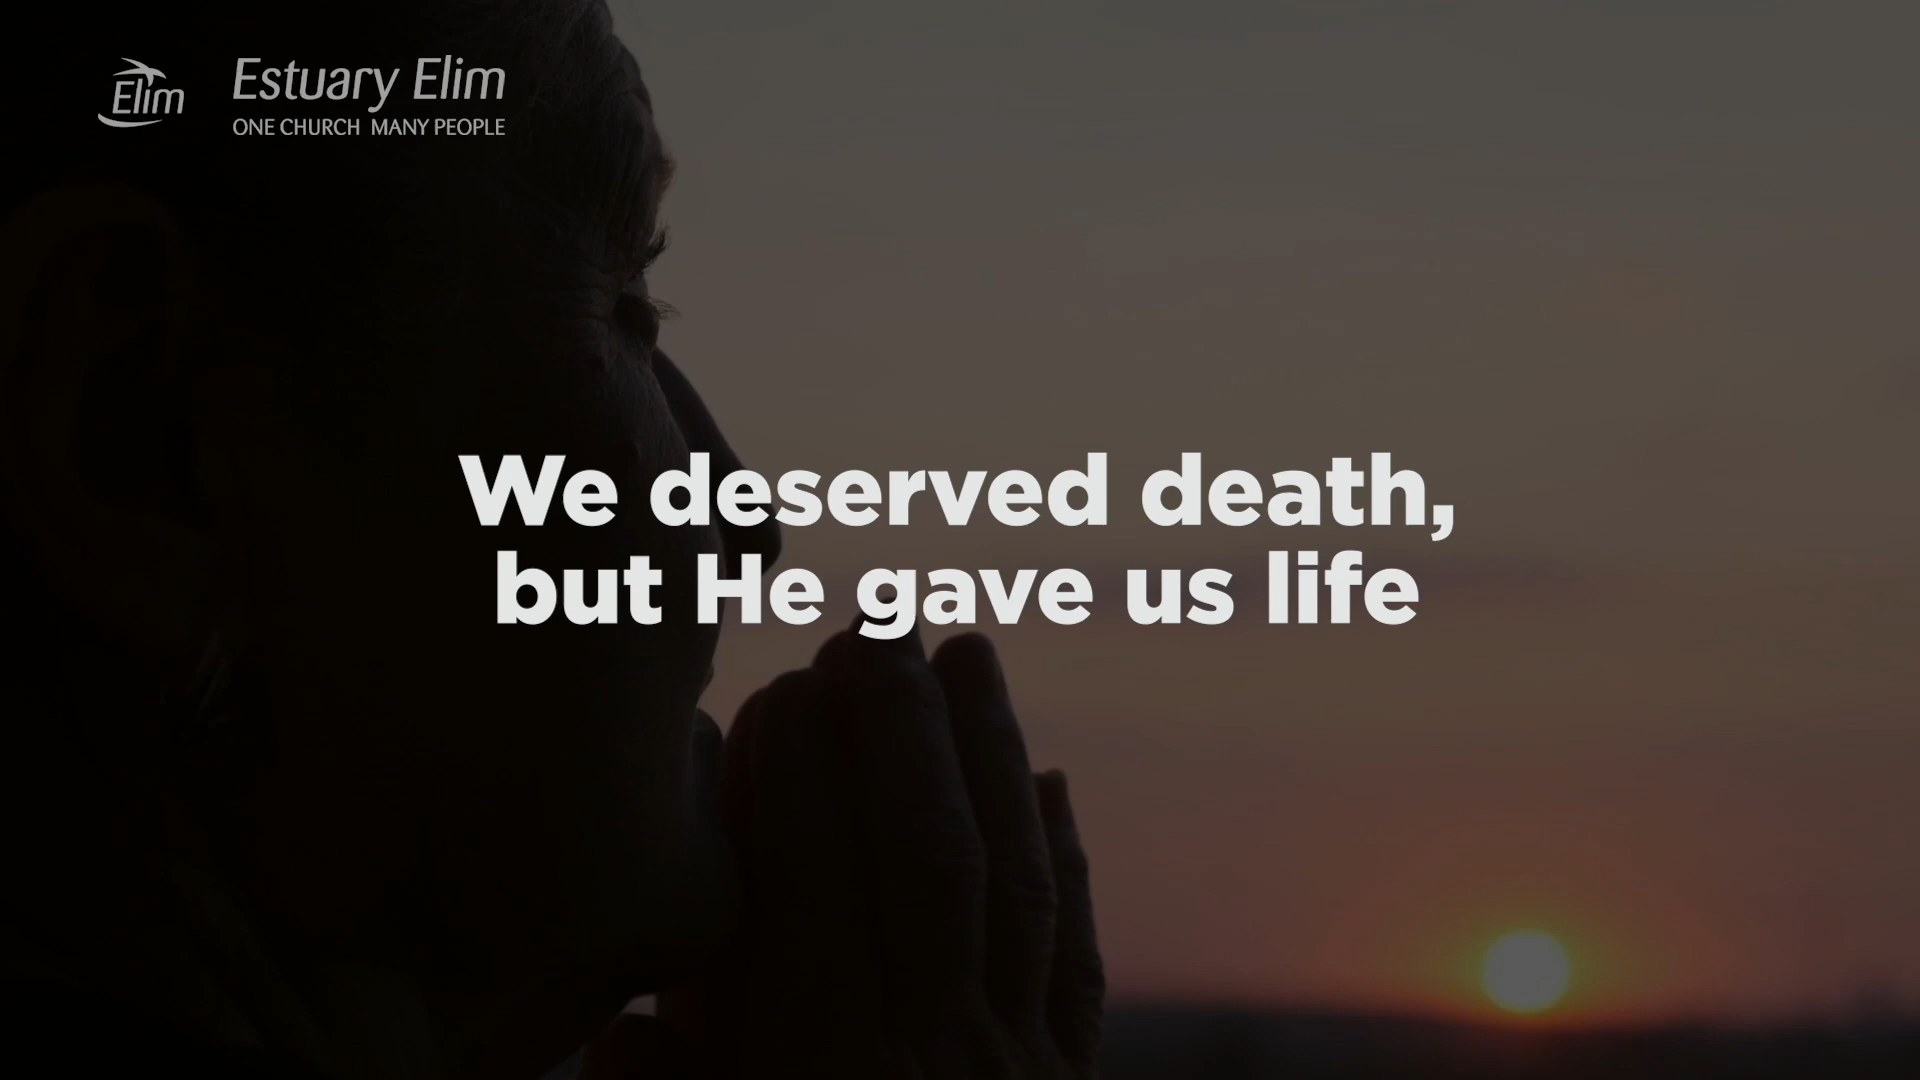 Elim
Estuary Elim
ONE CHURCH MANY PEOPLE
We deserved death,
but He gave us life